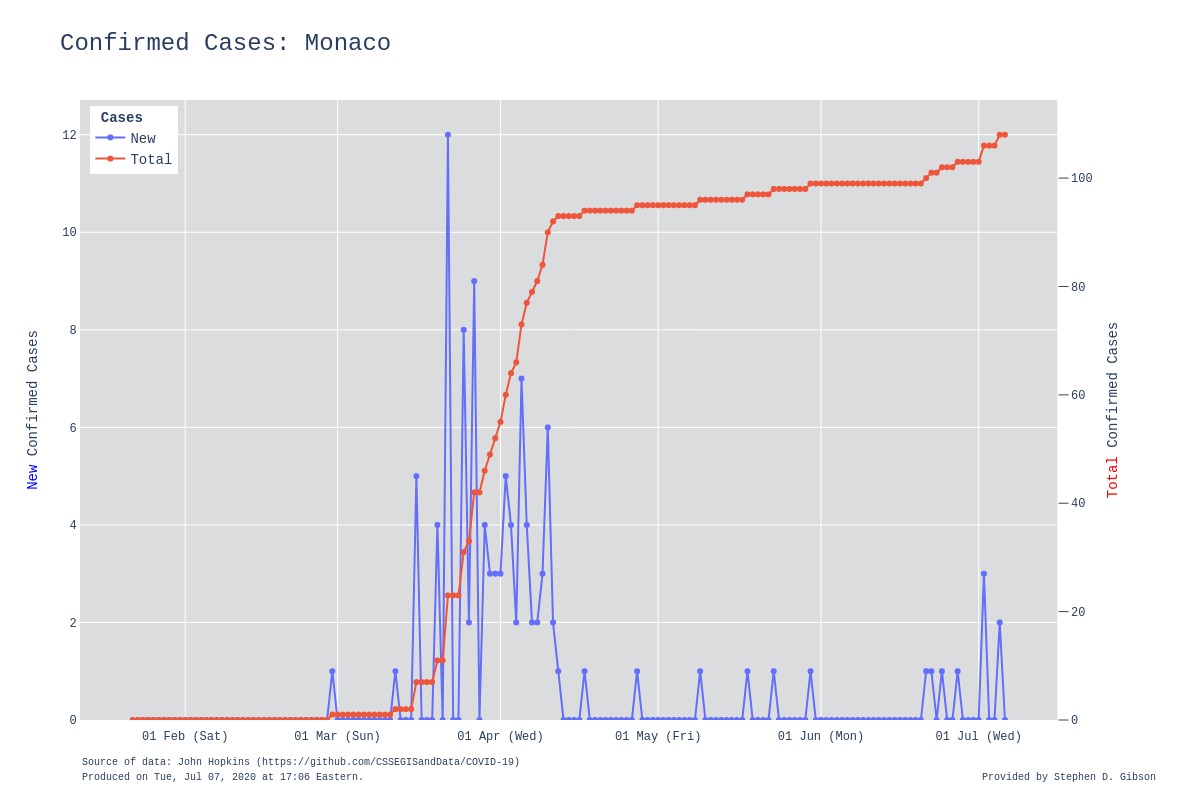 Confirmed Cases: Monaco
Cases
New
Total
12
10
8
6
4
2
0
100
80
60
40
20
0
New Confirmed Cases
Total Confirmed Cases
01 Feb (Sat) 01 Mar (Sun) 01 Apr (Wed) 01 May (Fri) 01 Jun (Mon) 01 Jul (Wed)
Source of data: John Hopkins (https://github.com/CSSEGISandData/COVID-19)
Produced on Tue, Jul 07, 2020 at 17:06 Eastern.
Provided by Stephen D. Gibson